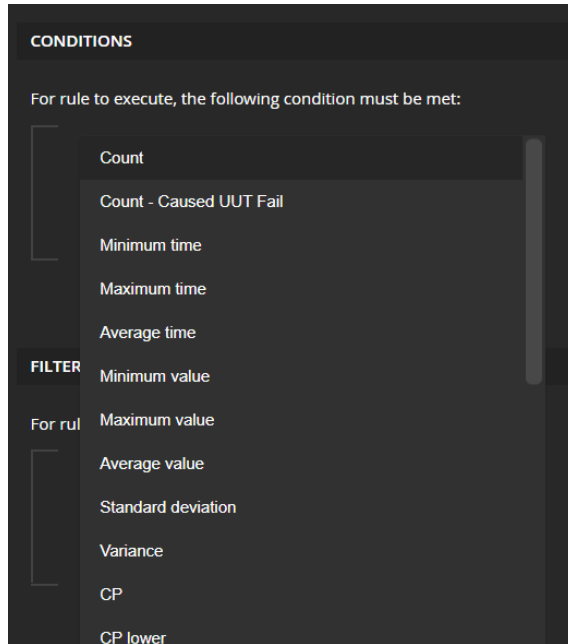 CONDITIONS
For rule to execute, the following condition must be met:
Count
Count - Caused UUT Fail
Minimum time
Maximum time
Average time
FILTER
Minimum value
For rul
Maximum value
Average value
Standard deviation
Variance
CP
CP lower